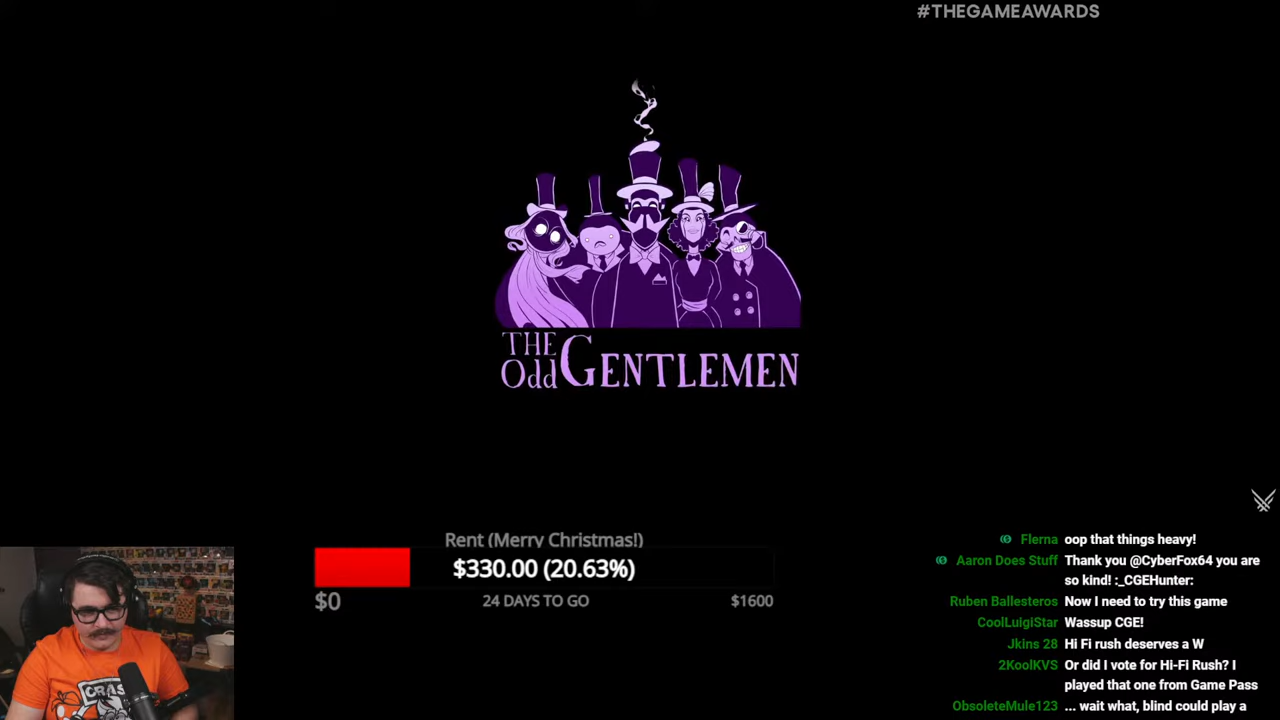 #THEGAMEAWARDS
THE
Odd GENTLEMEN
Rent (Merry Christmas!)
$330.00 (20.63%)
$0 24 DAYS TO GO $1600
CRAS
Flerna oop that things heavy!
Aaron Does Stuff Thank you @CyberFox64 you are
so kind! :_CGEHunter:
Ruben Ballesteros Now I need to try this game
CoolLuigiStar Wassup CGE!
Jkins 28 Hi Fi rush deserves a W
2KoolKVS Or did I vote for Hi-Fi Rush? I
played that one from Game Pass
ObsoleteMule123 ... wait what, blind could play a